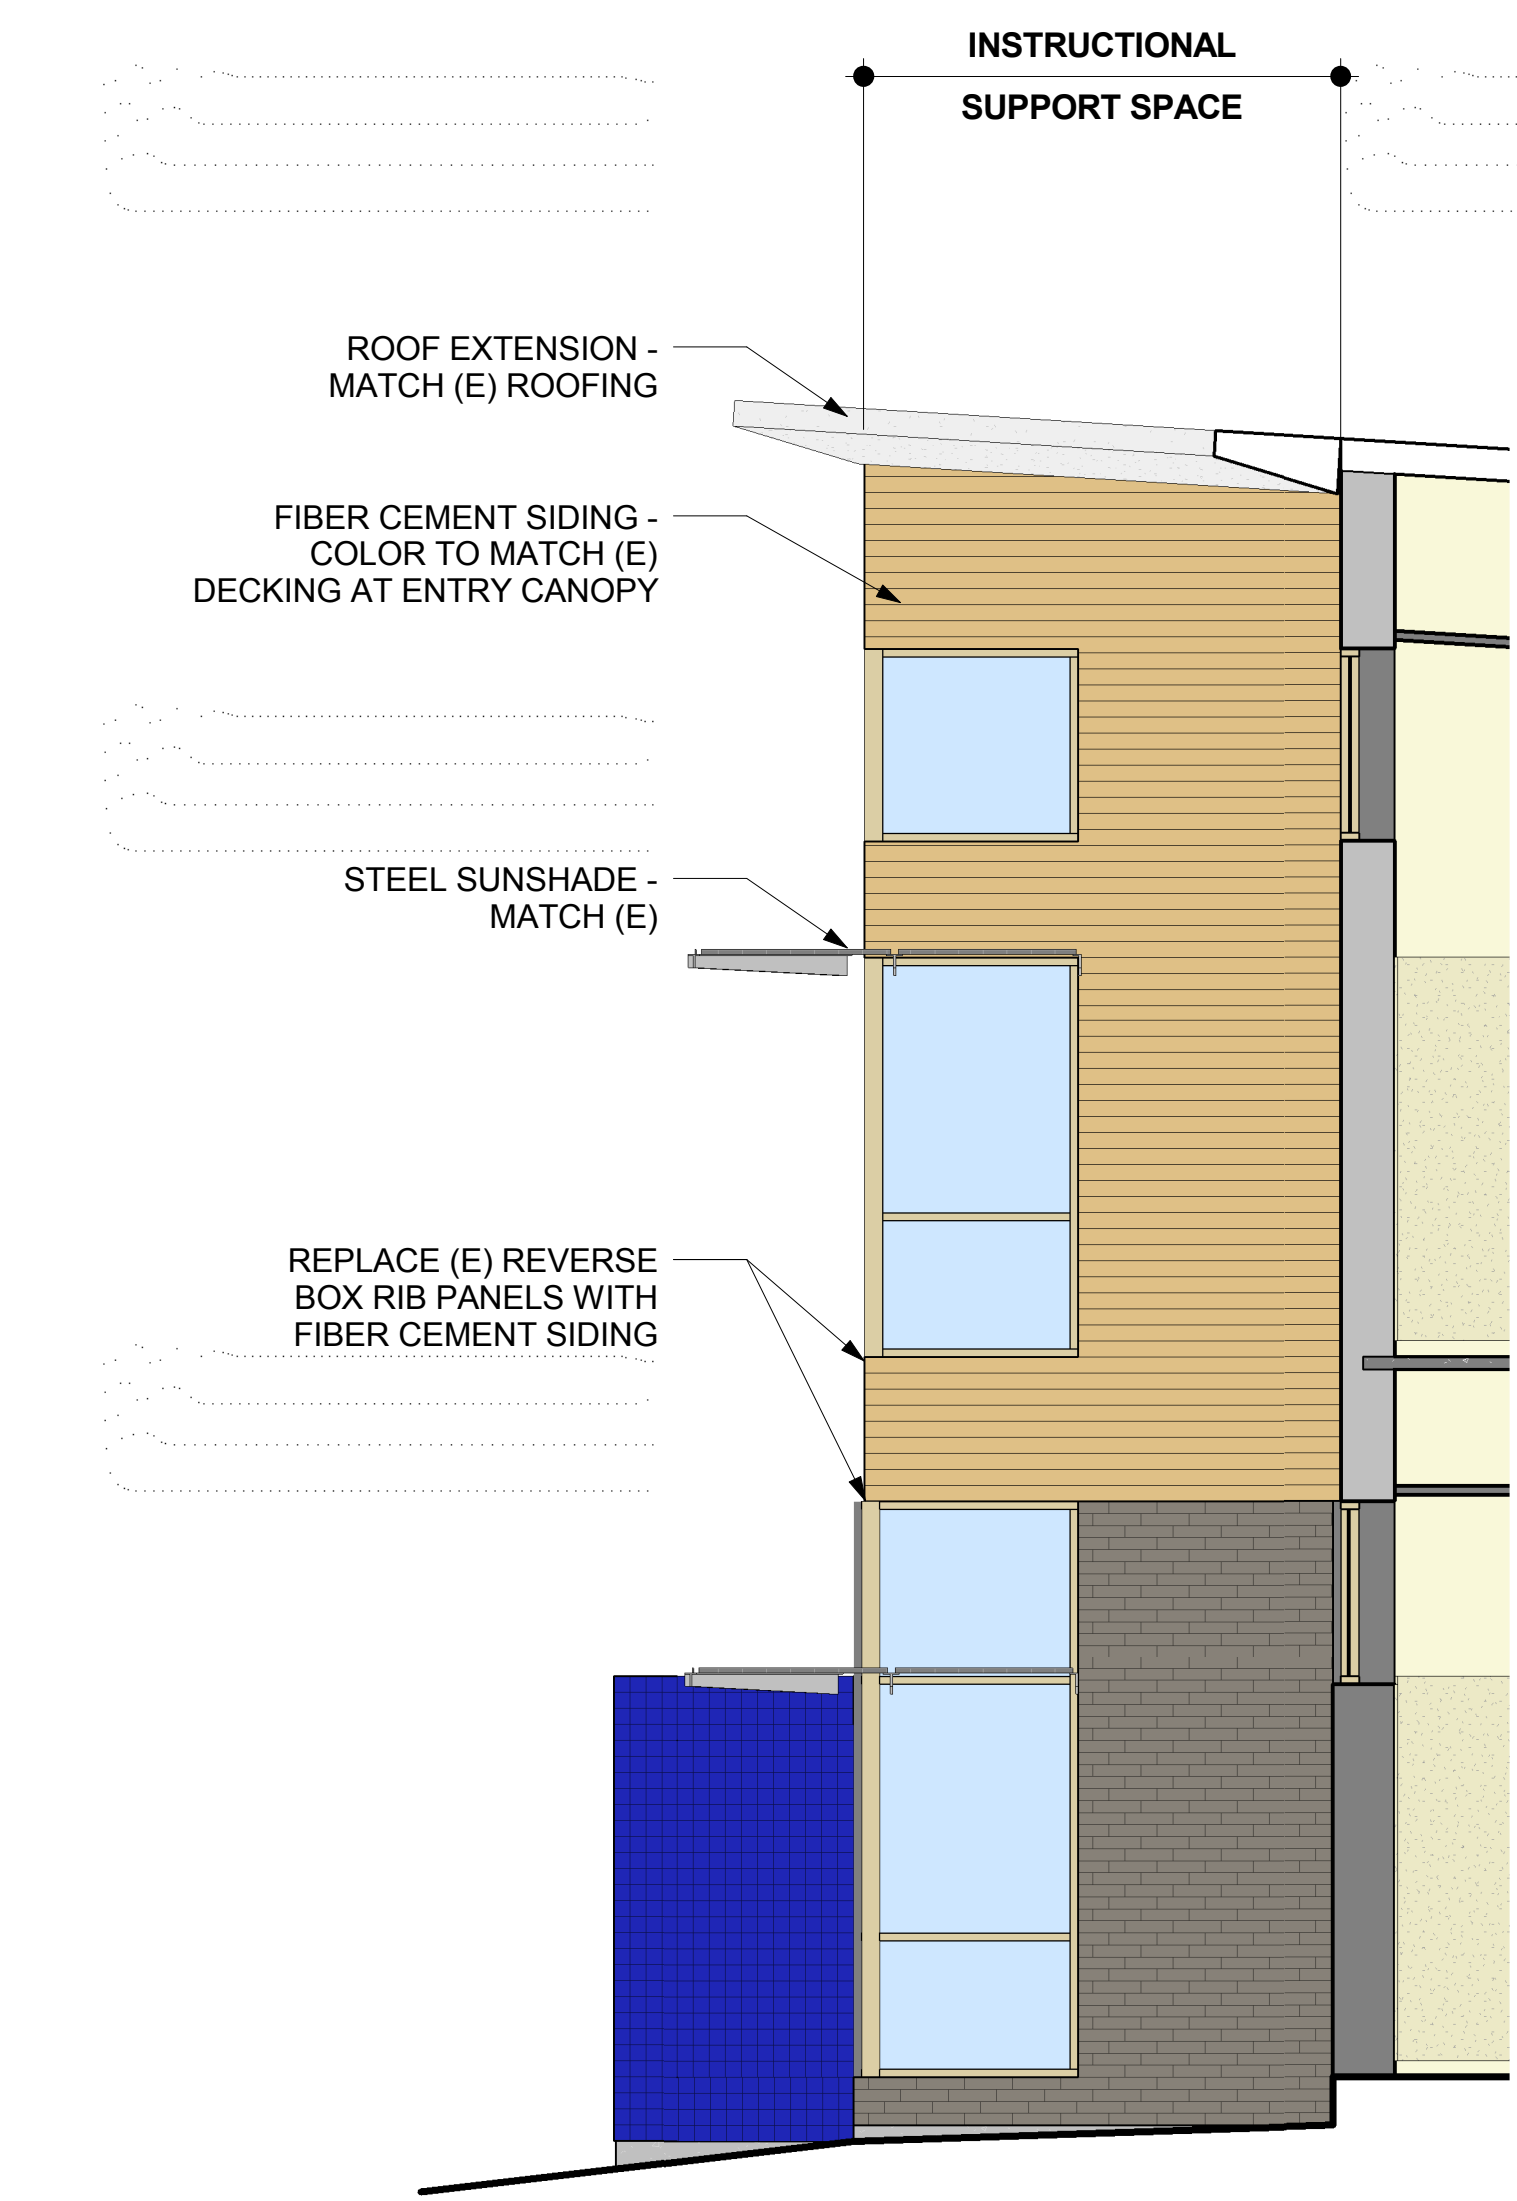 INSTRUCTIONAL
SUPPORT SPACE
ROOF EXTENSION -
MATCH (E) ROOFING
FIBER CEMENT SIDING -
COLOR TO MATCH (E)
DECKING AT ENTRY CANOPY
STEEL SUNSHADE -
MATCH (E)
REPLACE (E) REVERSE
BOX RIB PANELS WITH
FIBER CEMENT SIDING